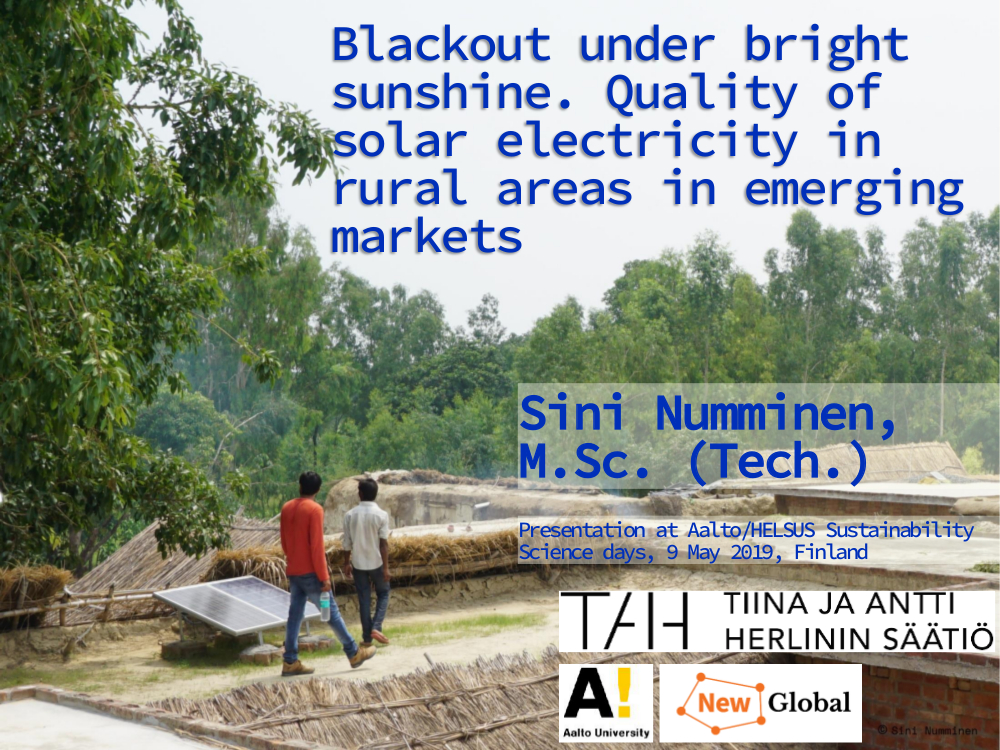 Blackout under bright
sunshine. Quality of
solar electricity in
rural areas in emerging
markets
Sini Numminen,
M.Sc. (Tech.)
Presentation at Aalto/HELSUS Sustainability
Science days, 9 May 2019, Finland
TAH
TIINA JA ANTTI
HERLININ SÄÄTIÖ
A!
Aalto University
New Global
© Sini Numminen